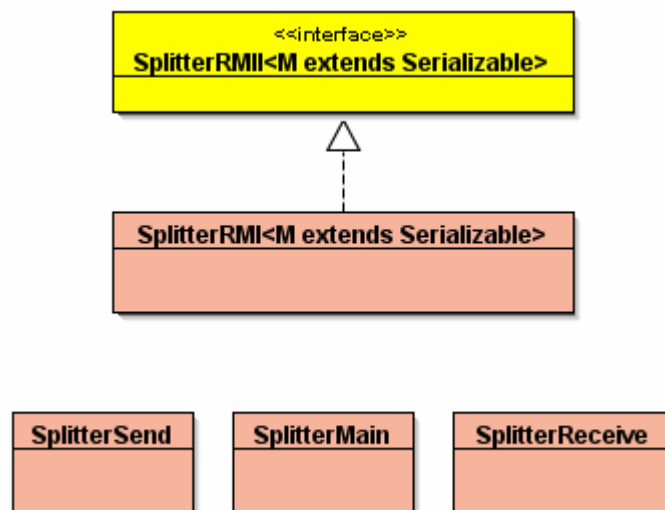 <<interface>>
SplitterRMII<M extends Serializable>
SplitterRMI<M extends Serializable>
SplitterSend
SplitterMain
SplitterReceive